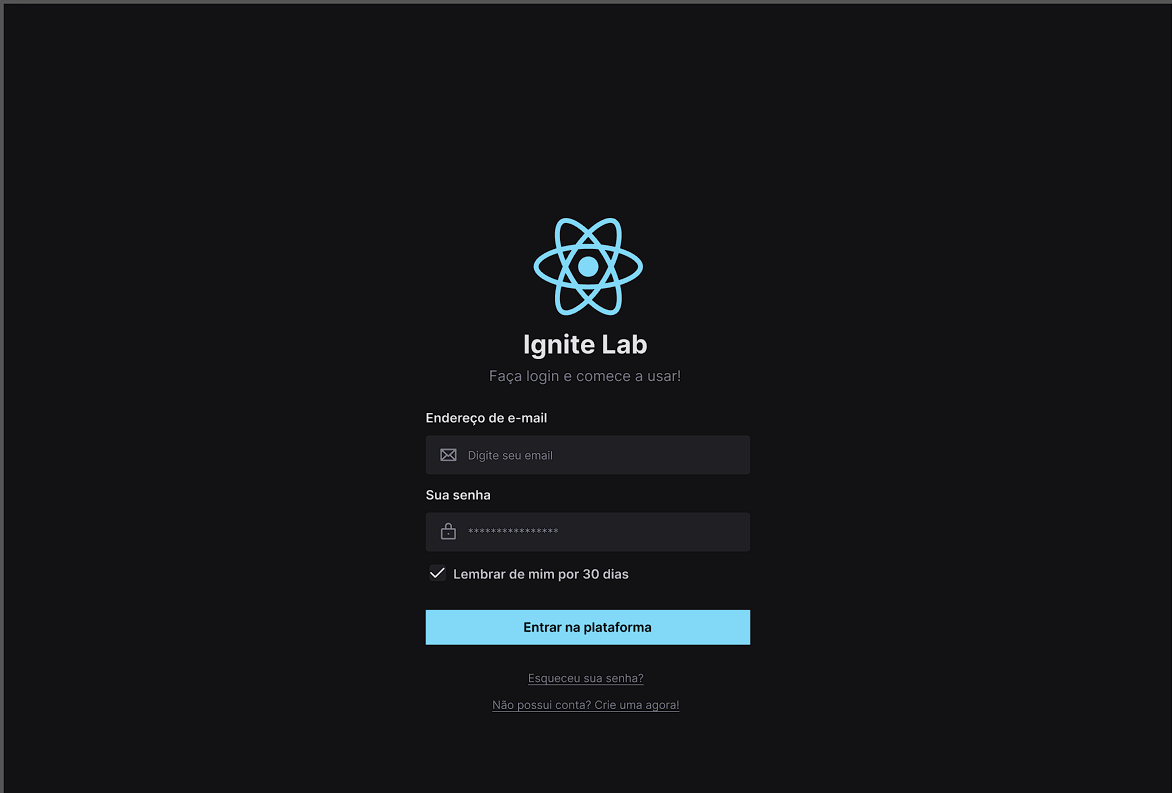 Ignite Lab
Faça login e comece a usar!
Endereço de e-mail
Digite seu email
Sua senha
****************
Lembrar de mim por 30 dias
Entrar na plataforma
Esqueceu sua senha?
Não possui conta? Crie uma agora!